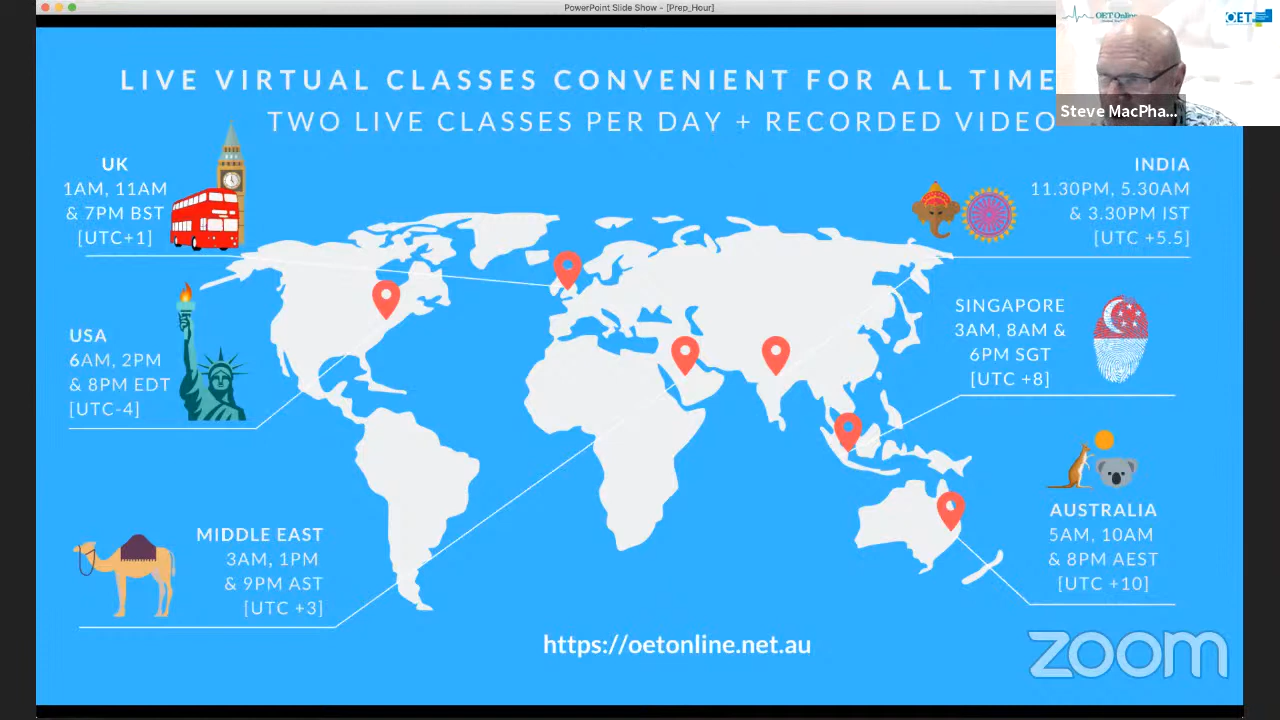 PowerPoint Slide Show - [Prep_Hour]
OET Online
OET
Steve MacPha...
LIVE VIRTUAL CLASSES CONVENIENT FOR ALL TIME
TWO LIVE CLASSES PER DAY + RECORDED VIDEO
UK
1AM, 11AM
& 7PM BST
[UTC+1]
INDIA
11.30PM, 5.30AM
& 3.30PM IST
[UTC +5.5]
USA
6AM, 2PM
& 8PM EDT
[UTC-4]
SINGAPORE
3AM, 8AM &
6PM SGT
[UTC +8]
MIDDLE EAST
3AM, 1PM
& 9PM AST
[UTC +3]
AUSTRALIA
5AM, 10AM
& 8PM AEST
[UTC +10]
https://oetonline.net.au
zoom